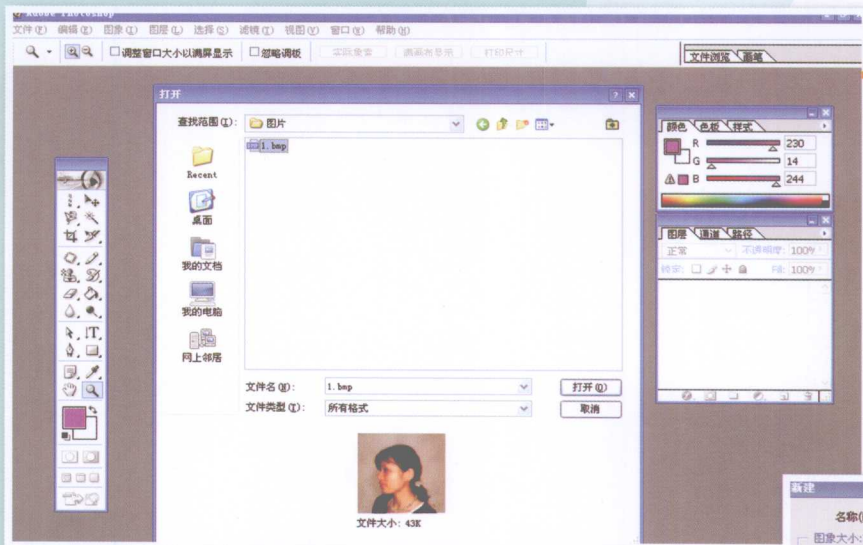 Adobe Photoshop
文件(F) 编辑(E) 图象(I) 图层(L) 选择(S) 滤镜(T) 视图(V) 窗口(W) 帮助(H)
调整窗口大小以满屏显示 忽略调板 实际象素 满画布显示 打印尺寸
文件浏览 画笔
打开
查找范围(I): 图片
1.bmp
Recent
桌面
我的文档
我的电脑
网上邻居
文件名(N): 1.bmp 打开(O)
文件类型(T): 所有格式 取消
文件大小: 43K
颜色 色板 样式
R 230
G 14
B 244
图层 通道 路径
正常 不透明度: 100%
锁定: 100%
新建
名称(
图象大小: